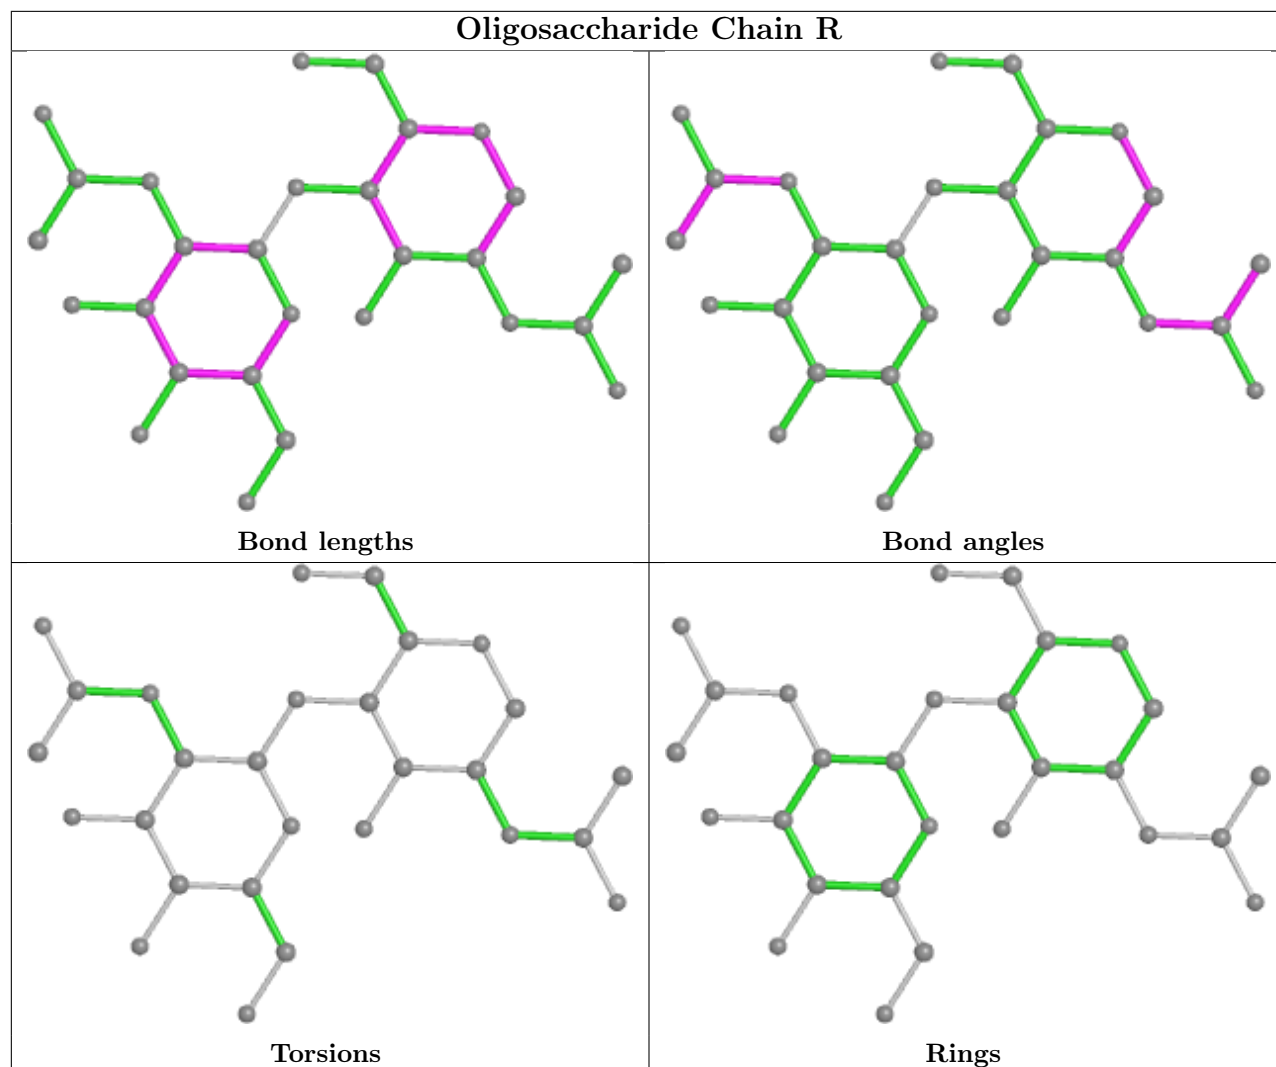 Oligosaccharide Chain R
Bond lengths
Bond angles
Torsions
Rings